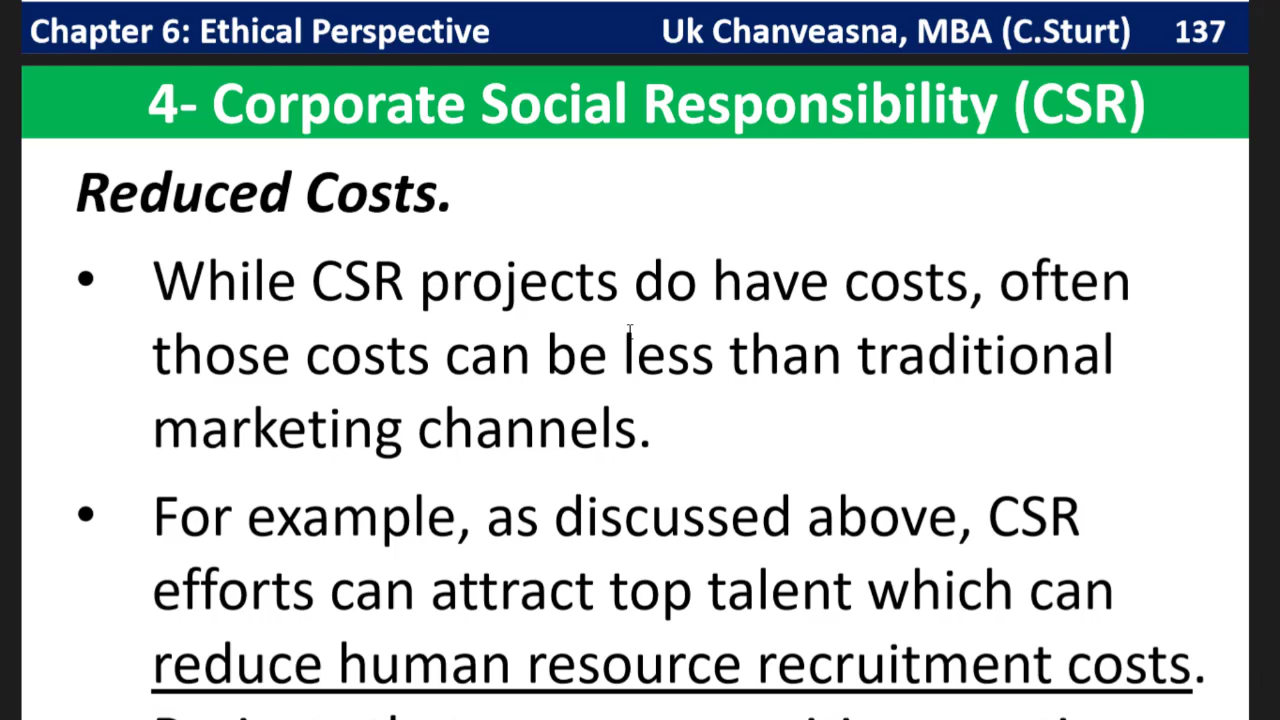 Chapter 6: Ethical Perspective Uk Chanveasna, MBA (C.Sturt) 137
4- Corporate Social Responsibility (CSR)
Reduced Costs.
• While CSR projects do have costs, often
those costs can be less than traditional
marketing channels.
• For example, as discussed above, CSR
efforts can attract top talent which can
reduce human resource recruitment costs.